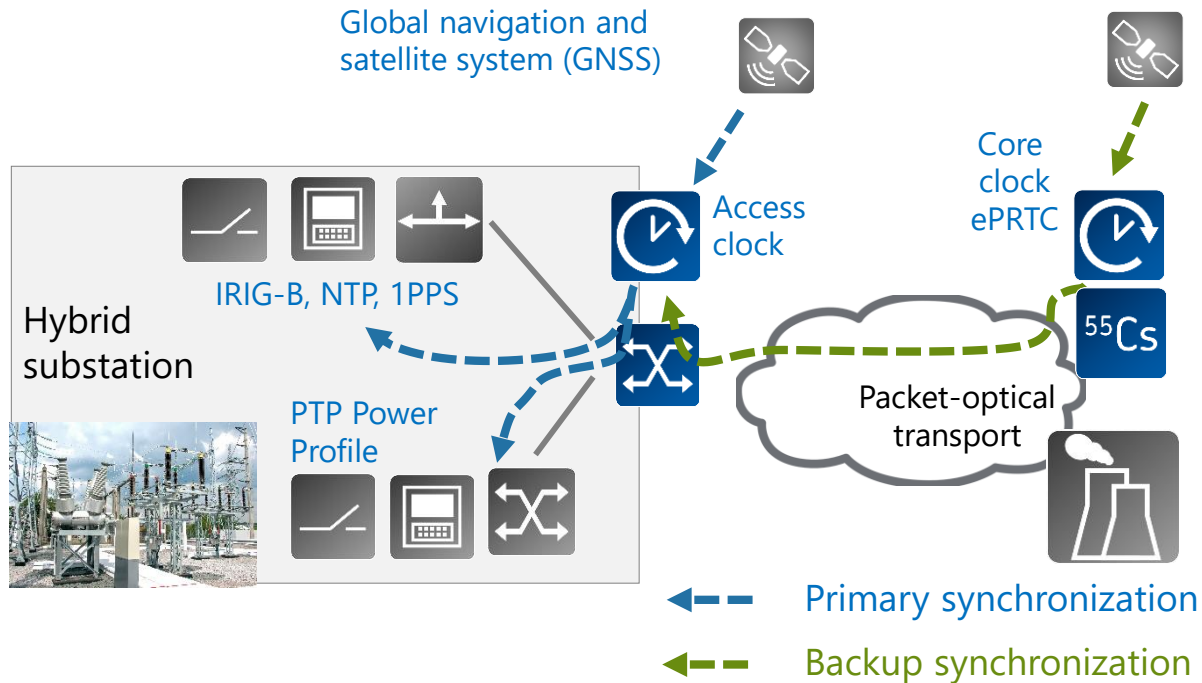 Global navigation and
satellite system (GNSS)
Core
clock
ePRTC
Access
clock
IRIG-B, NTP, 1PPS
Hybrid
substation
⁵⁵Cs
Packet-optical
transport
PTP Power
Profile
Primary synchronization
Backup synchronization